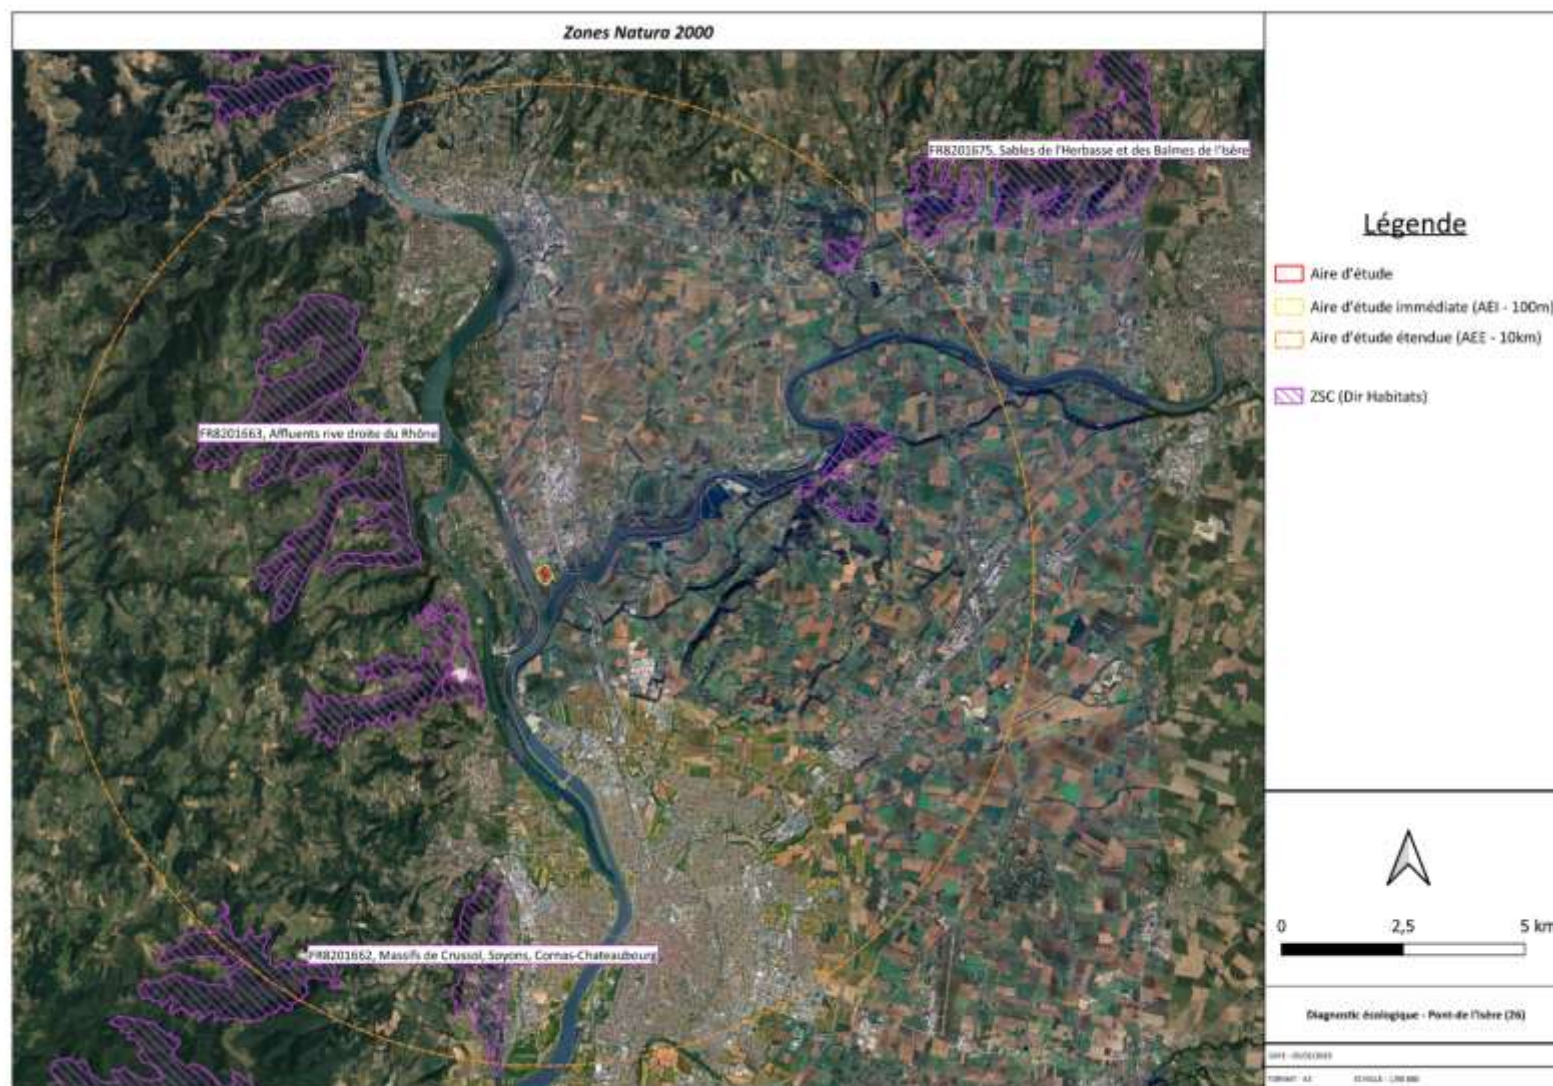 Zones Natura 2000
FR8201675, Sables de l'Herbasse et des Balmes de l'Isère
FR8201663, Affluents rive droite du Rhône
FR8201662, Massifs de Crussol, Soyons, Cornas-Chateaubourg
Légende
Aire d'étude
Aire d'étude immédiate (AEI - 100m)
Aire d'étude étendue (AEE - 10km)
ZSC (Dir Habitats)
0 2,5 5 km
Diagnostic écologique - Pont-de l'Isère (26)
FORMAT : A3